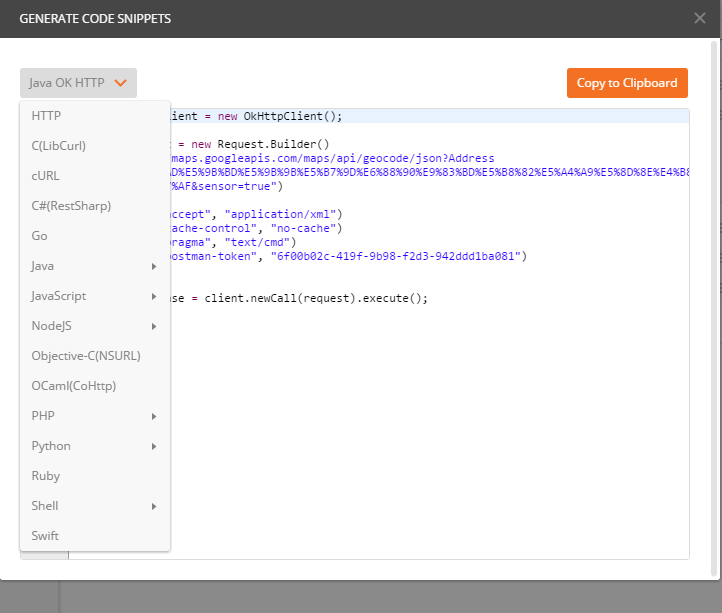 GENERATE CODE SNIPPETS
Java OK HTTP
Copy to Clipboard
HTTP
C(LibCurl)
cURL
C#(RestSharp)
Go
Java
JavaScript
NodeJS
Objective-C(NSURL)
OCaml(CoHttp)
PHP
Python
Ruby
Shell
Swift
ient = new OkHttpClient();
= new Request.Builder()
maps.googleapis.com/maps/api/geocode/json?Address
AD%E5%9B%BD%E5%9B%9B%E5%B7%9D%E6%88%90%E9%83%BD%E5%B8%82%E5%A4%A9%E5%8D%8E%E4%B8
%AF&sensor=true")
ccept", "application/xml")
ache-control", "no-cache")
ragma", "text/cmd")
ostman-token", "6f00b02c-419f-9b98-f2d3-942ddd1ba081")
se = client.newCall(request).execute();